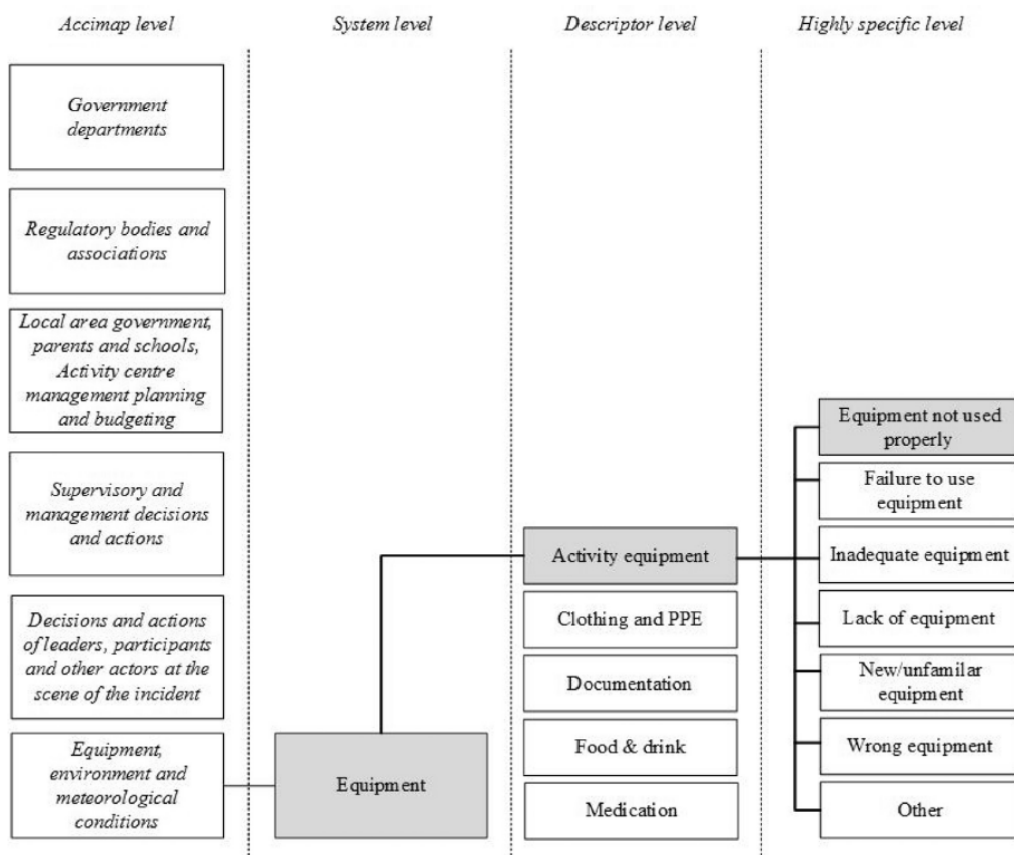 Accimap level
System level
Descriptor level
Highly specific level
Government
departments
Regulatory bodies and
associations
Local area government,
parents and schools,
Activity centre
management planning
and budgeting
Supervisory and
management decisions
and actions
Decisions and actions
of leaders, participants
and other actors at the
scene of the incident
Equipment,
environment and
meteorological
conditions
Equipment
Activity equipment
Clothing and PPE
Documentation
Food & drink
Medication
Equipment not used
properly
Failure to use
equipment
Inadequate equipment
Lack of equipment
New/unfamilar
equipment
Wrong equipment
Other